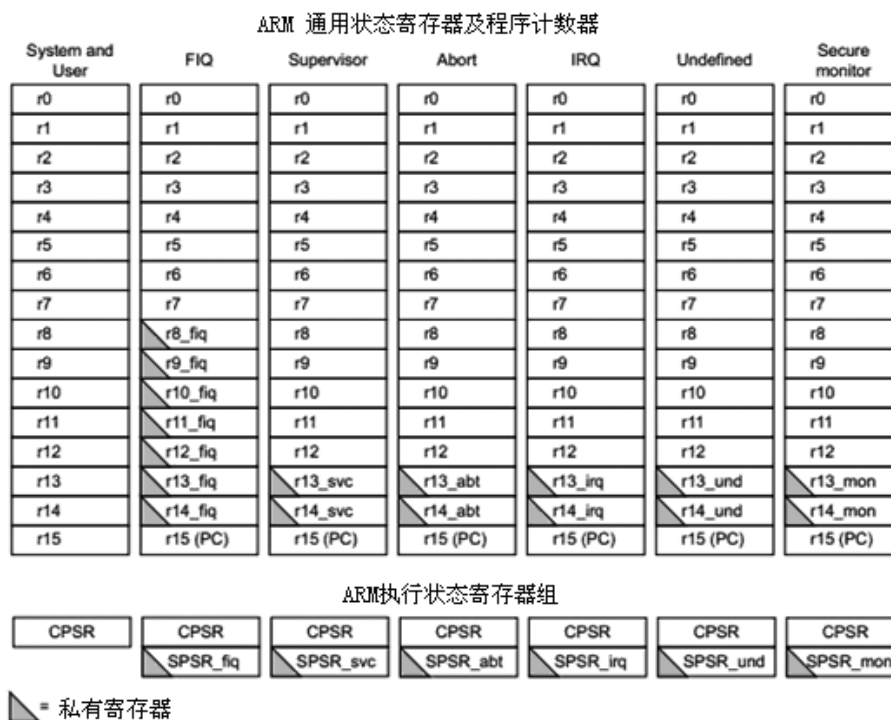 ARM 通用状态寄存器及程序计数器
System and User FIQ Supervisor Abort IRQ Undefined Secure monitor
r0 r0 r0 r0 r0 r0 r0
r1 r1 r1 r1 r1 r1 r1
r2 r2 r2 r2 r2 r2 r2
r3 r3 r3 r3 r3 r3 r3
r4 r4 r4 r4 r4 r4 r4
r5 r5 r5 r5 r5 r5 r5
r6 r6 r6 r6 r6 r6 r6
r7 r7 r7 r7 r7 r7 r7
r8 r8_fiq r8 r8 r8 r8 r8
r9 r9_fiq r9 r9 r9 r9 r9
r10 r10_fiq r10 r10 r10 r10 r10
r11 r11_fiq r11 r11 r11 r11 r11
r12 r12_fiq r12 r12 r12 r12 r12
r13 r13_fiq r13_svc r13_abt r13_irq r13_und r13_mon
r14 r14_fiq r14_svc r14_abt r14_irq r14_und r14_mon
r15 r15 (PC) r15 (PC) r15 (PC) r15 (PC) r15 (PC) r15 (PC)
ARM执行状态寄存器组
CPSR CPSR CPSR CPSR CPSR CPSR CPSR
SPSR_fiq SPSR_svc SPSR_abt SPSR_irq SPSR_und SPSR_mon
= 私有寄存器